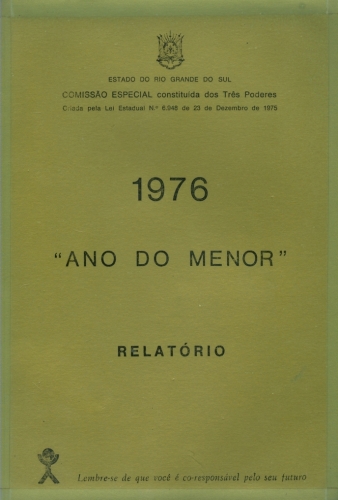 ESTADO DO RIO GRANDE DO SUL
COMISSÃO ESPECIAL constituída dos Três Poderes
Criada pela Lei Estadual N.º 6.948 de 23 de Dezembro de 1975
1976
"ANO DO MENOR"
RELATÓRIO
Lembre-se de que você é co-responsável pelo seu futuro